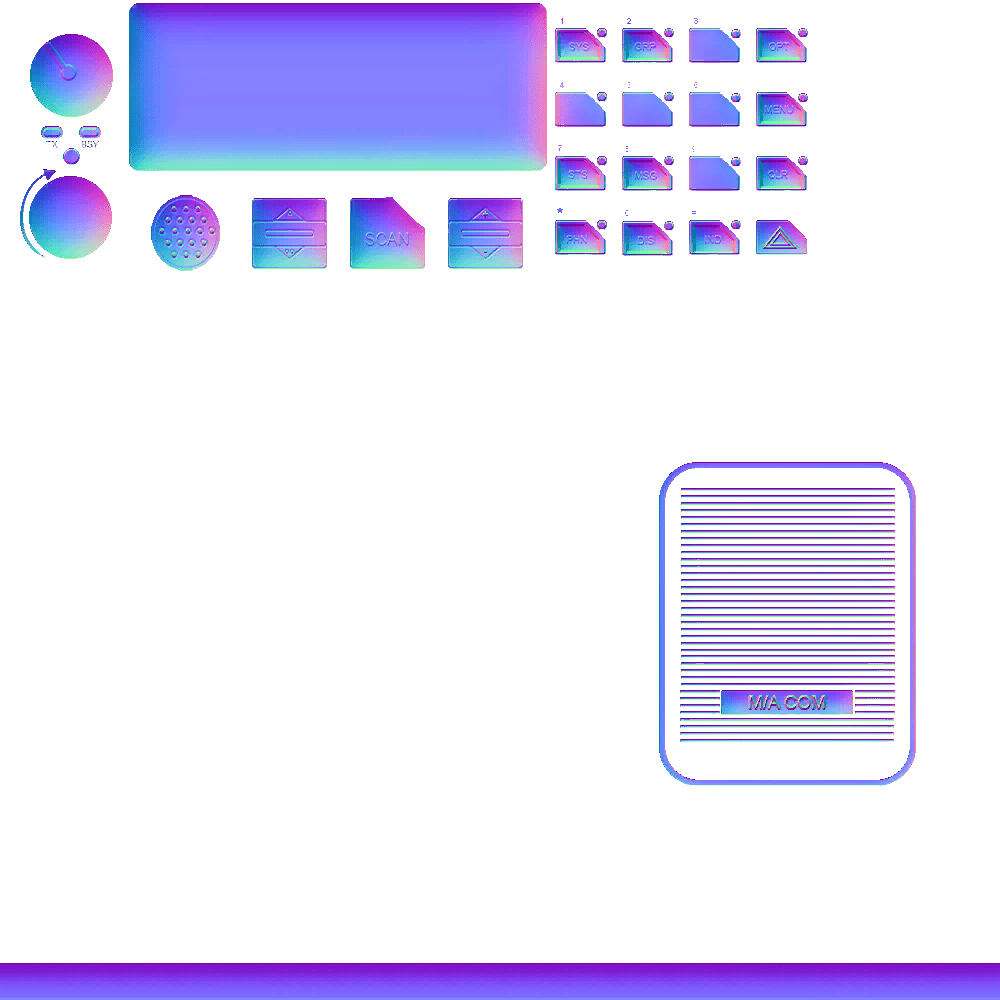 1 2 3
SYS GRP OPT
TX BSY
4 5 6
MENU
7 8
STS MSG CLR
★ 0 =
SCAN PHN DIS IND
M/A COM